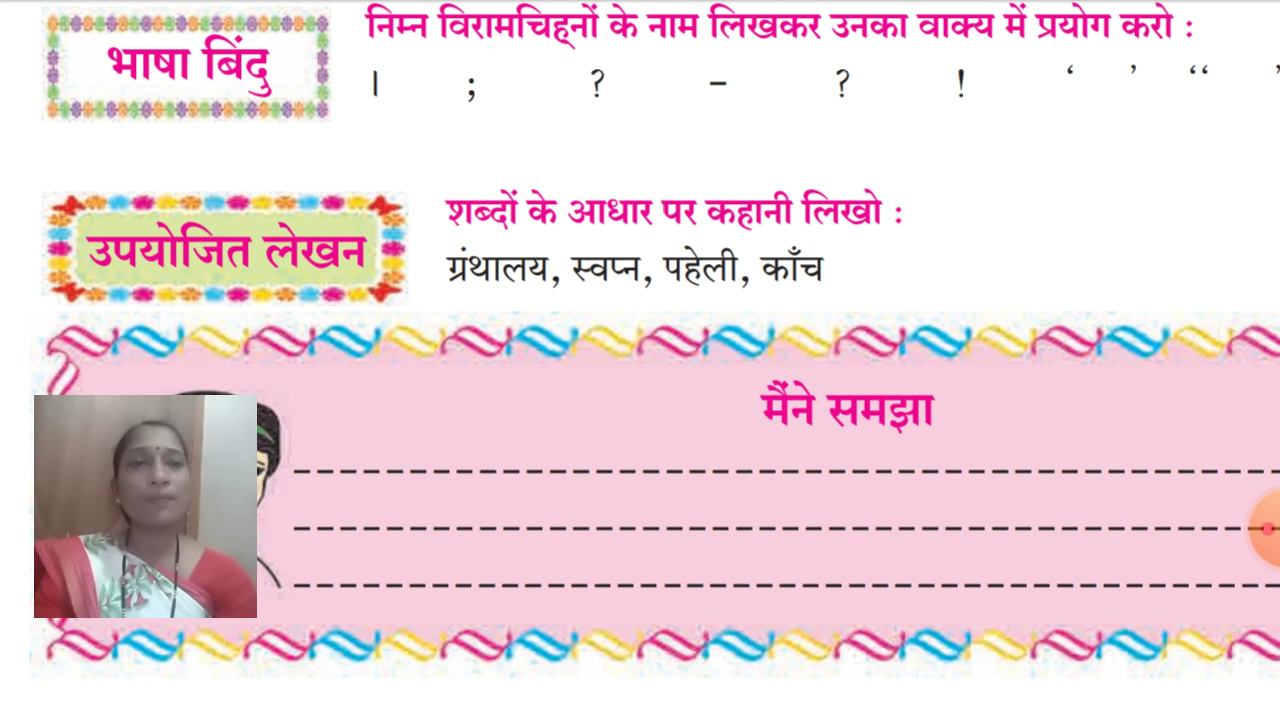 भाषा बिंदु
निम्न विरामचिह्नों के नाम लिखकर उनका वाक्य में प्रयोग करो :
। ; ? – ? ! ‘ ’ ‘‘ ’
उपयोजित लेखन
शब्दों के आधार पर कहानी लिखो :
ग्रंथालय, स्वप्न, पहेली, काँच
मैंने समझा